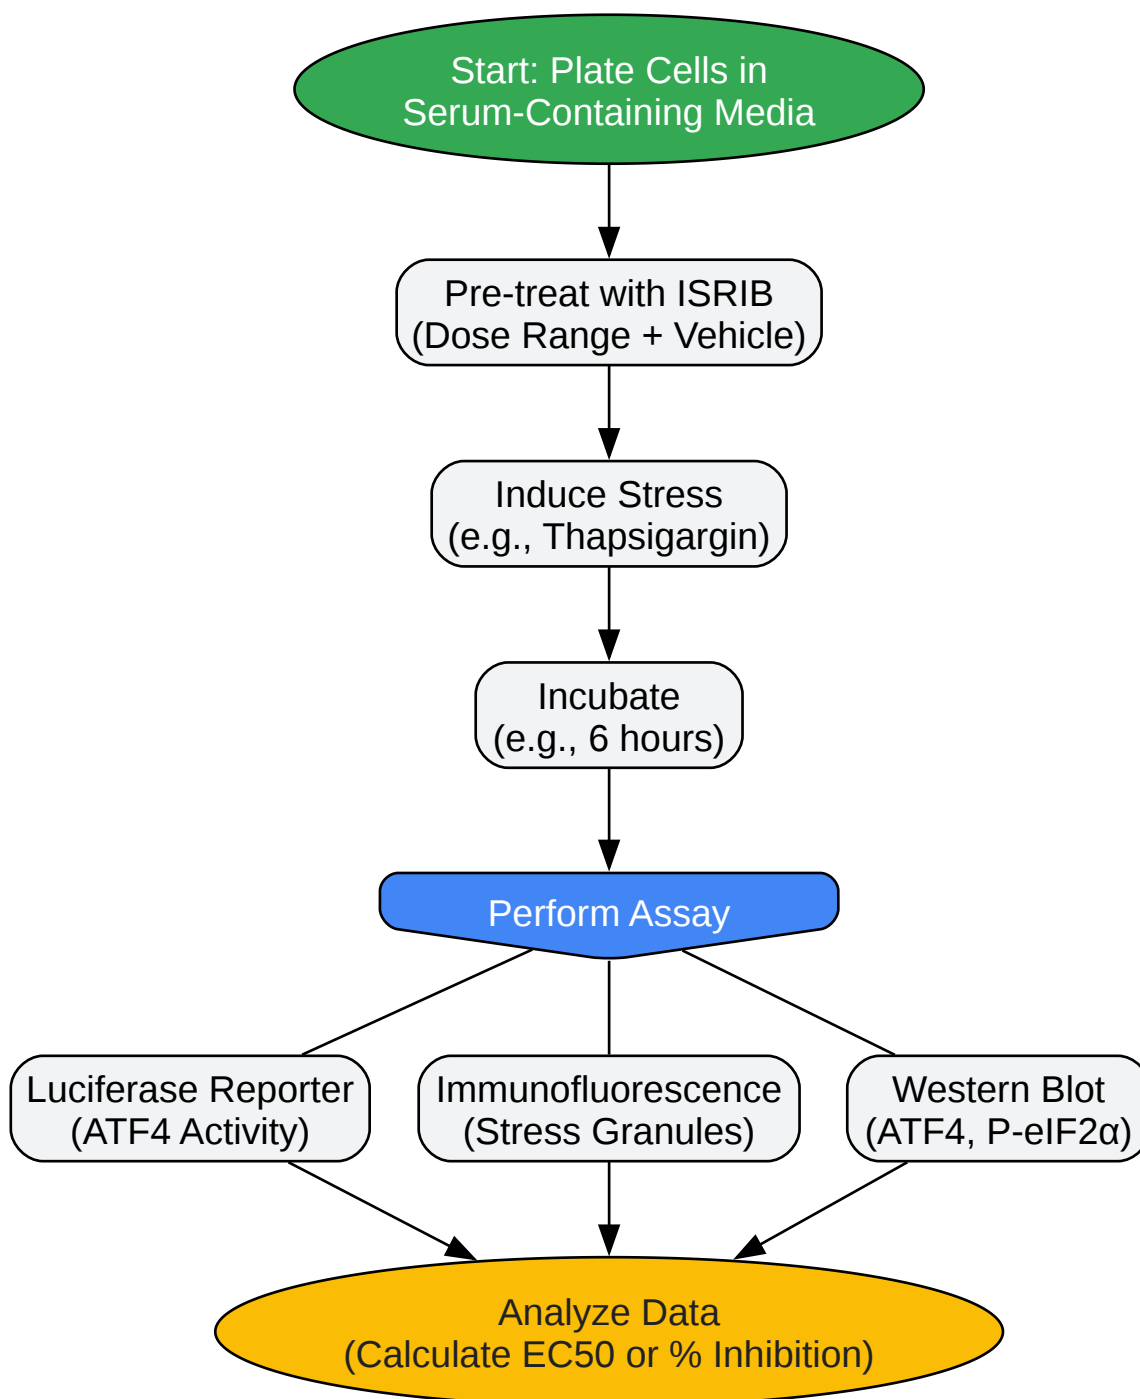 Start: Plate Cells in
Serum-Containing Media
Pre-treat with ISRIB
(Dose Range + Vehicle)
Induce Stress
(e.g., Thapsigargin)
Incubate
(e.g., 6 hours)
Perform Assay
Luciferase Reporter
(ATF4 Activity)
Immunofluorescence
(Stress Granules)
Western Blot
(ATF4, P-eIF2α)
Analyze Data
(Calculate EC50 or % Inhibition)